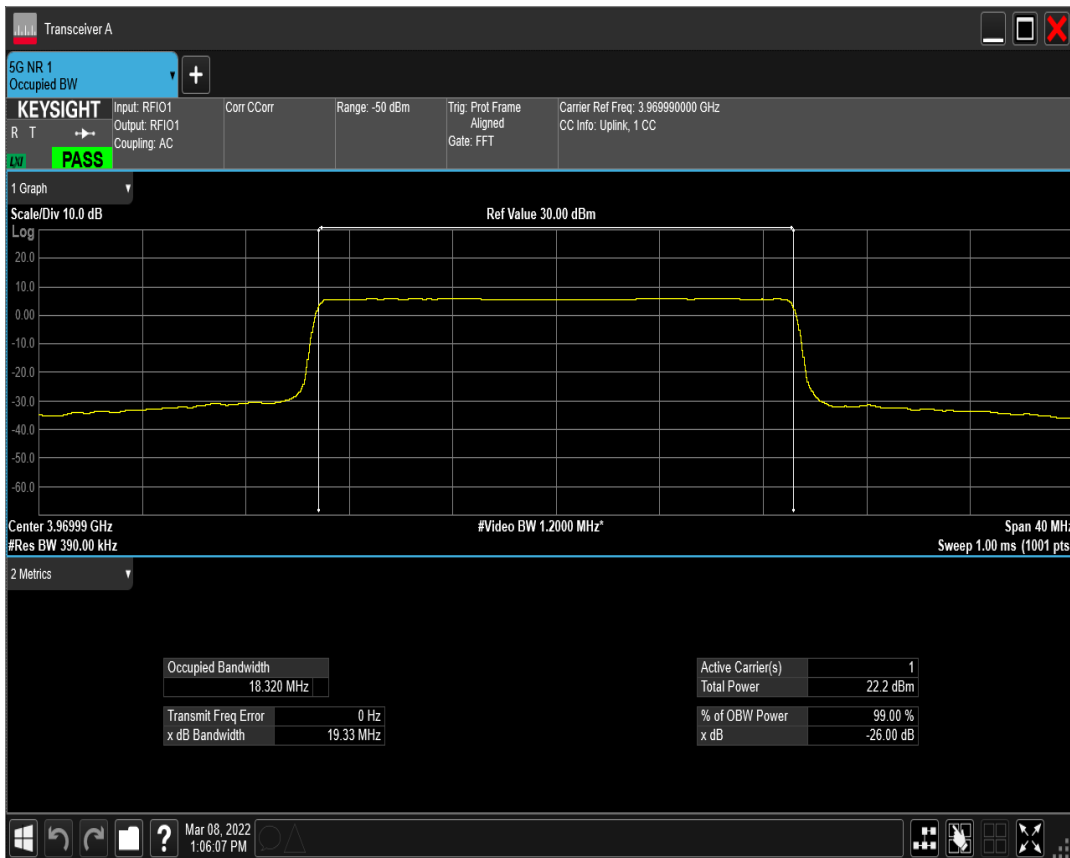 Transceiver A
5G NR 1
Occupied BW
KEYSIGHT
R T
LXI
PASS
Input: RFIO1
Output: RFIO1
Coupling: AC
Corr CCorr
Range: -50 dBm
Trig: Prot Frame
Aligned
Gate: FFT
Carrier Ref Freq: 3.969990000 GHz
CC Info: Uplink, 1 CC
1 Graph
Scale/Div 10.0 dB
Ref Value 30.00 dBm
Log
20.0
10.0
0.00
-10.0
-20.0
-30.0
-40.0
-50.0
-60.0
Center 3.96999 GHz
#Video BW 1.2000 MHz*
Span 40 MHz
#Res BW 390.00 kHz
Sweep 1.00 ms (1001 pts
2 Metrics
Occupied Bandwidth
18.320 MHz
Transmit Freq Error 0 Hz
x dB Bandwidth 19.33 MHz
Active Carrier(s) 1
Total Power 22.2 dBm
% of OBW Power 99.00 %
x dB -26.00 dB
?
Mar 08, 2022
1:06:07 PM